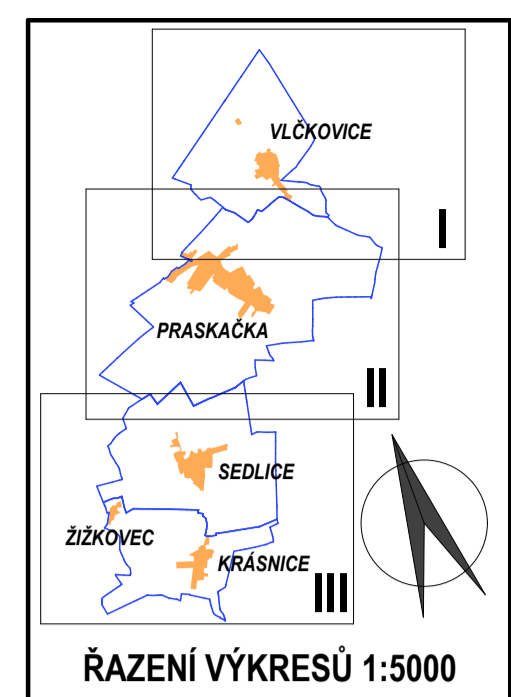 VLČKOVICE
I
PRASKAČKA
II
SEDLICE
ŽIŽKOVEC
KRÁSNICE
III
ŘAZENÍ VÝKRESŮ 1:5000